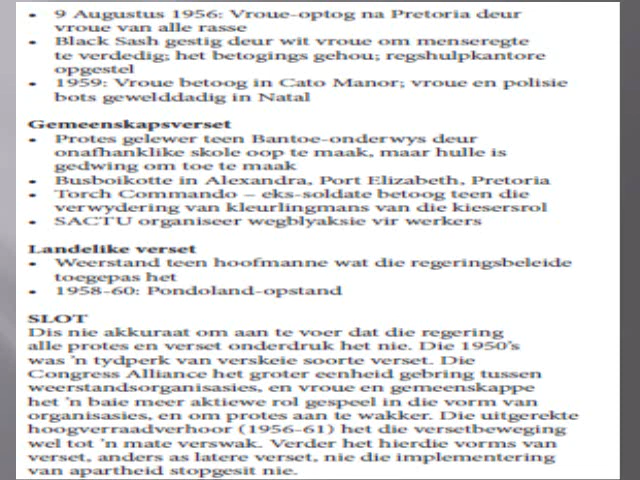 • 9 Augustus 1956: Vroue-optog na Pretoria deur
vroue van alle rasse
• Black Sash gestig deur wit vroue om menseregte
te verdedig; het betogings gehou; regshulpkantore
opgestel
• 1959: Vroue betoog in Cato Manor; vroue en polisie
bots gewelddadig in Natal
Gemeenskapsverset
• Protes gelewer teen Bantoe-onderwys deur
onafhanklike skole oop te maak, maar hulle is
gedwing om toe te maak
• Busboikotte in Alexandra, Port Elizabeth, Pretoria
• Torch Commando – eks-soldate betoog teen die
verwydering van kleurlingmans van die kiesersrol
• SACTU organiseer wegblyaksie vir werkers
Landelike verset
• Weerstand teen hoofmanne wat die regeringsbeleide
toegepas het
• 1958-60: Pondoland-opstand
SLOT
Dis nie akkuraat om aan te voer dat die regering
alle protes en verset onderdruk het nie. Die 1950's
was 'n tydperk van verskeie soorte verset. Die
Congress Alliance het groter eenheid gebring tussen
weerstandsorganisasies, en vroue en gemeenskappe
het 'n baie meer aktiewe rol gespeel in die vorm van
organisasies, en om protes aan te wakker. Die uitgerekte
hoogverraadverhoor (1956-61) het die versetbeweging
wel tot 'n mate verswak. Verder het hierdie vorms van
verset, anders as latere verset, nie die implementering
van apartheid stopgesit nie.